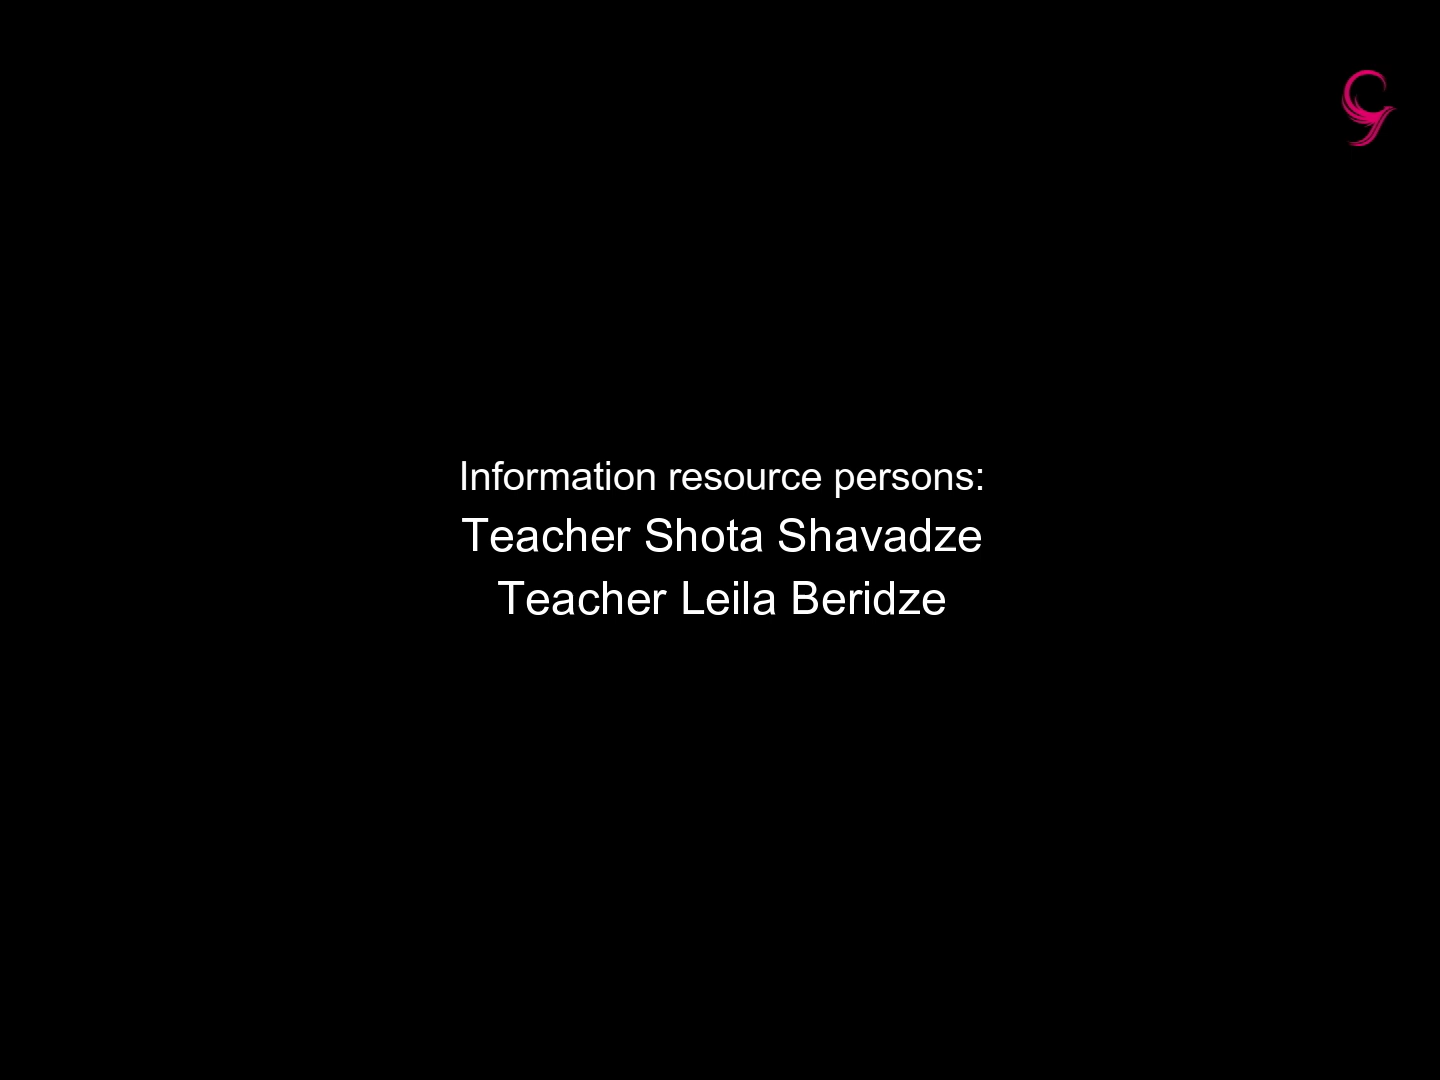 Information resource persons:
Teacher Shota Shavadze
Teacher Leila Beridze